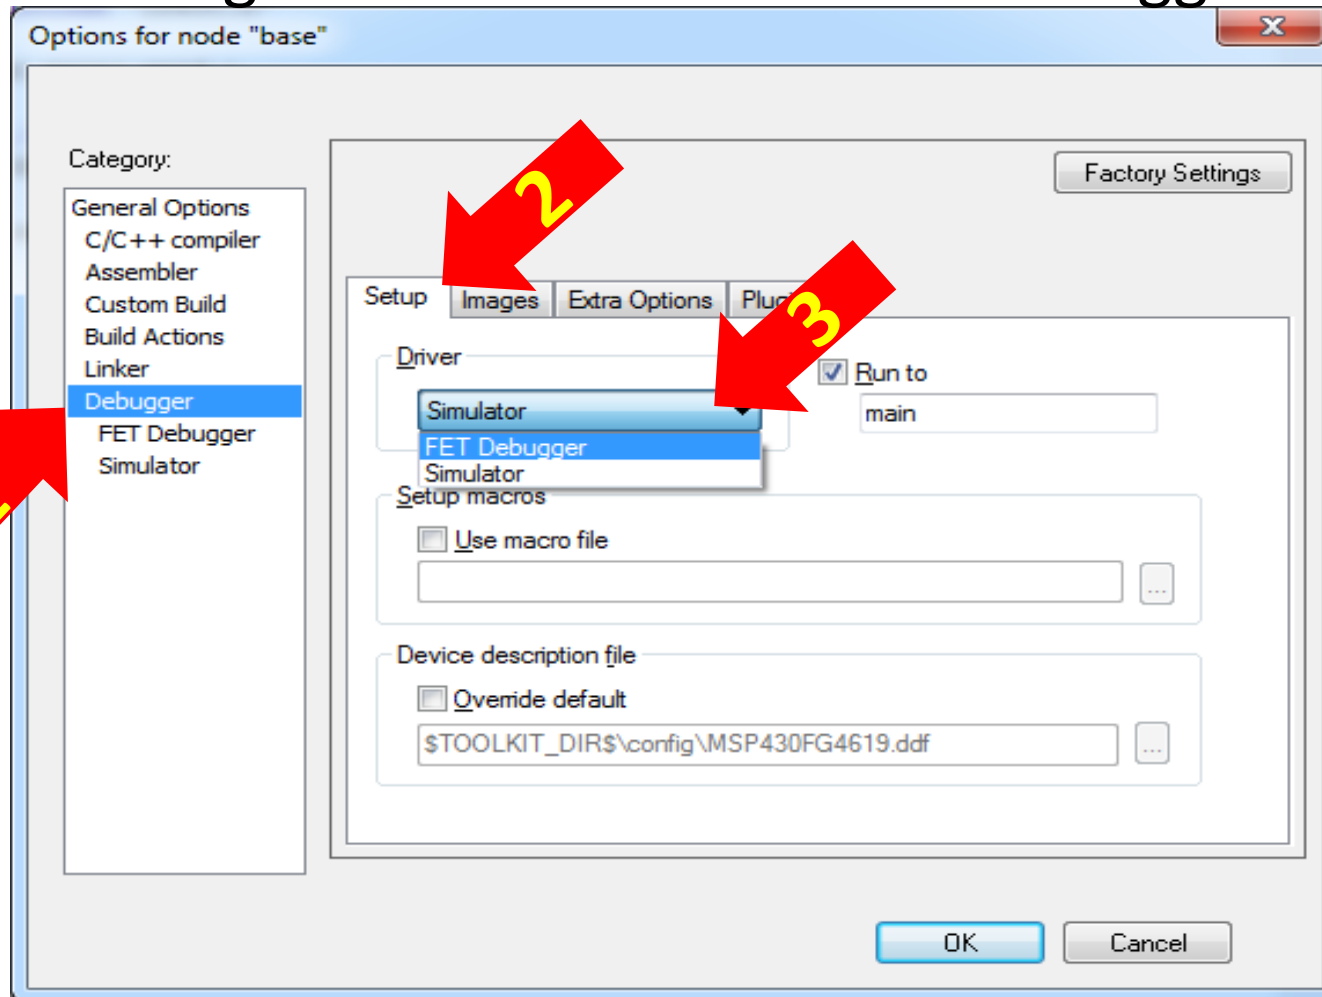 Options for node "base"
Category:
Factory Settings
General Options
C/C++ compiler
Assembler
Custom Build
Build Actions
Linker
Debugger
FET Debugger
Simulator
2
Setup
Images
Extra Options
3
Driver
Simulator
FET Debugger
Simulator
Run to
main
Setup macros
Use macro file
...
Device description file
Override default
$TOOLKIT_DIR$\config\MSP430FG4619.ddf
...
OK
Cancel